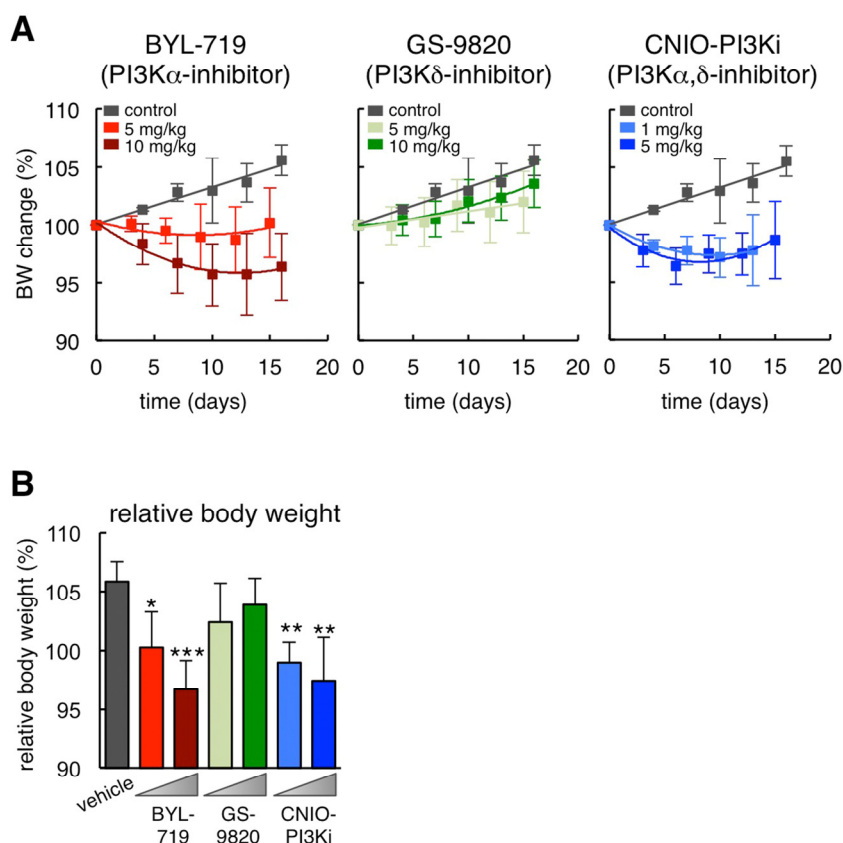 A
BYL-719
(PI3Kα-inhibitor)
GS-9820
(PI3Kδ-inhibitor)
CNIO-PI3Ki
(PI3Kα,δ-inhibitor)
BW change (%)
110
105
100
95
90
control
5 mg/kg
10 mg/kg
control
5 mg/kg
10 mg/kg
control
1 mg/kg
5 mg/kg
0 5 10 15 20
0 5 10 15 20
0 5 10 15 20
time (days)
time (days)
time (days)
B
relative body weight
relative body weight (%)
110
105
100
95
90
*
***
**
**
vehicle
BYL-
719
GS-
9820
CNIO-
PI3Ki